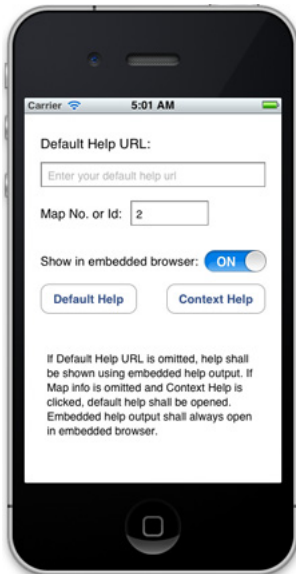 Carrier 5:01 AM
Default Help URL:
Enter your default help url
Map No. or Id: 2
Show in embedded browser: ON
Default Help Context Help
If Default Help URL is omitted, help shall
be shown using embedded help output. If
Map info is omitted and Context Help is
clicked, default help shall be opened.
Embedded help output shall always open
in embedded browser.